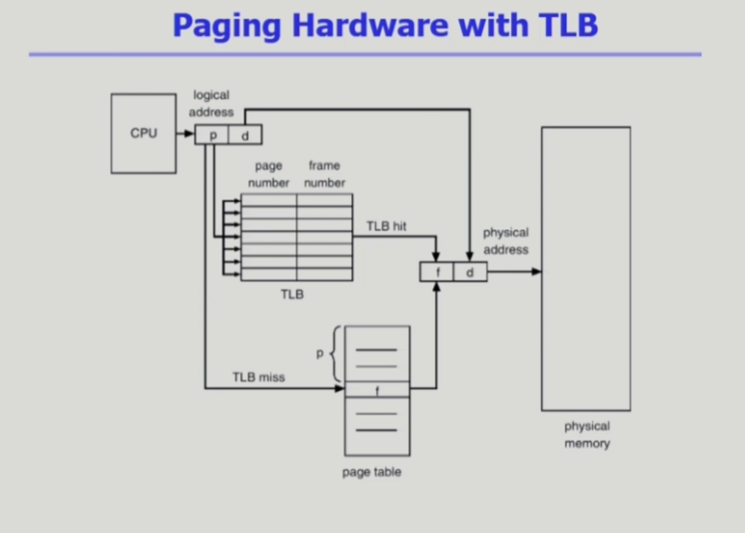 Paging Hardware with TLB
logical
address
CPU
p d
page frame
number number
TLB hit
physical
address
f d
TLB
p
TLB miss
f
physical
memory
page table